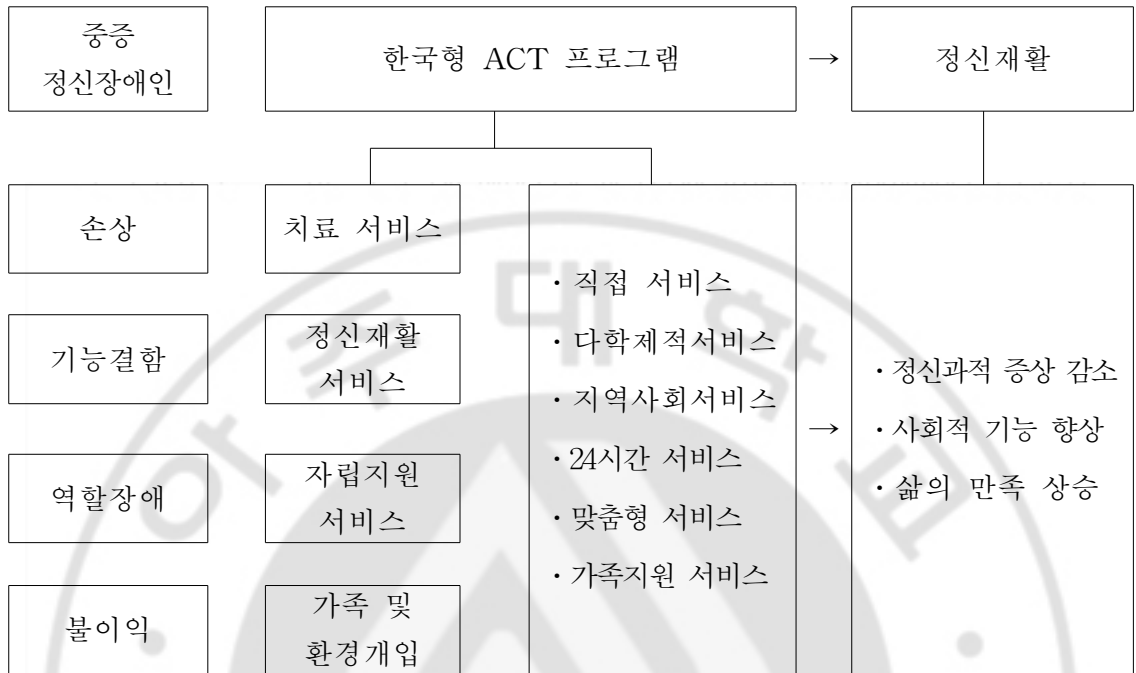 중증
정신장애인
한국형 ACT 프로그램
→
정신재활
손상
치료 서비스
기능결함
정신재활
서비스
역할장애
자립지원
서비스
불이익
가족 및
환경개입
· 직접 서비스
· 다학제적서비스
· 지역사회서비스
· 24시간 서비스
· 맞춤형 서비스
· 가족지원 서비스
→
· 정신과적 증상 감소
· 사회적 기능 향상
· 삶의 만족 상승
아주대학교